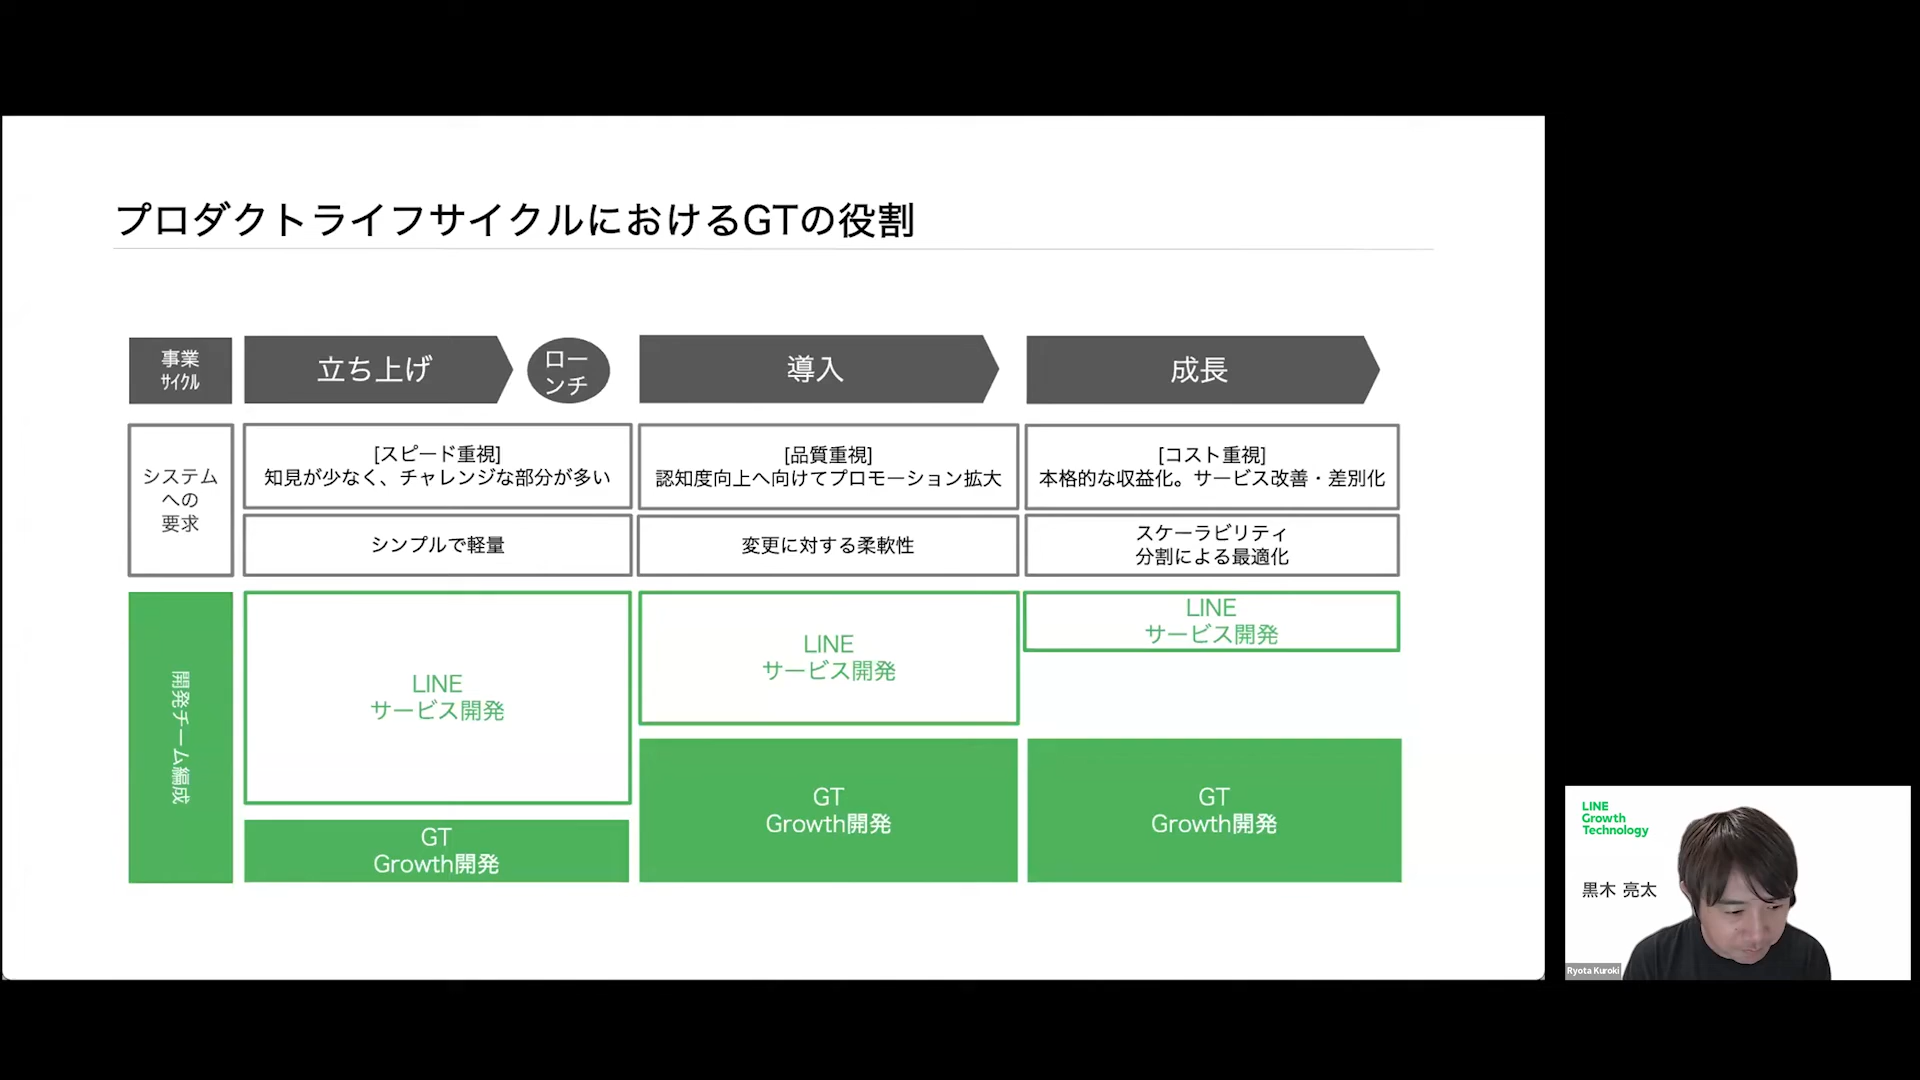 プロダクトライフサイクルにおけるGTの役割
事業
サイクル
立ち上げ
ロー
ンチ
導入
成長
システム
への
要求
[スピード重視]
知見が少なく、チャレンジな部分が多い
[品質重視]
認知度向上へ向けてプロモーション拡大
[コスト重視]
本格的な収益化。サービス改善・差別化
シンプルで軽量
変更に対する柔軟性
スケーラビリティ
分割による最適化
開発チーム編成
LINE
サービス開発
LINE
サービス開発
LINE
サービス開発
GT
Growth開発
GT
Growth開発
GT
Growth開発
LINE
Growth
Technology
黒木 亮太
Ryota Kuroki